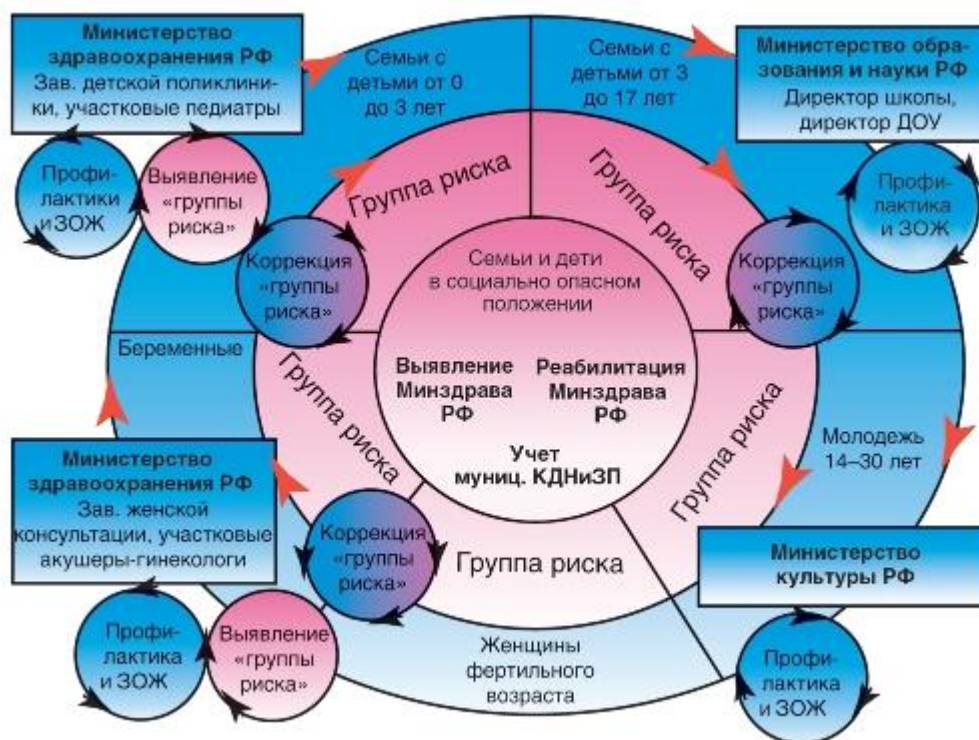 Министерство
здравоохранения РФ
Зав. детской поликлини-
ки, участковые педиатры
Семьи с
детьми от 0
до 3 лет
Семьи с
детьми от 3
до 17 лет
Министерство обра-
зования и науки РФ
Директор школы,
директор ДОУ
Профи-
лактики
и ЗОЖ
Выявление
«группы
риска»
Группа риска
Группа риска
Профи-
лактика
и ЗОЖ
Коррекция
«группы
риска»
Семьи и дети
в социально опасном
положении
Коррекция
«группы
риска»
Беременные
Группа риска
Выявление
Минздрава
РФ
Реабилитация
Минздрава
РФ
Учет
муниц. КДНиЗП
Группа риска
Молодежь
14–30 лет
Министерство
здравоохранения РФ
Зав. женской
консультации, участковые
акушеры-гинекологи
Коррекция
«группы
риска»
Группа риска
Министерство
культуры РФ
Профи-
лактика
и ЗОЖ
Выявление
«группы
риска»
Женщины
фертильного
возраста
Профи-
лактика
и ЗОЖ